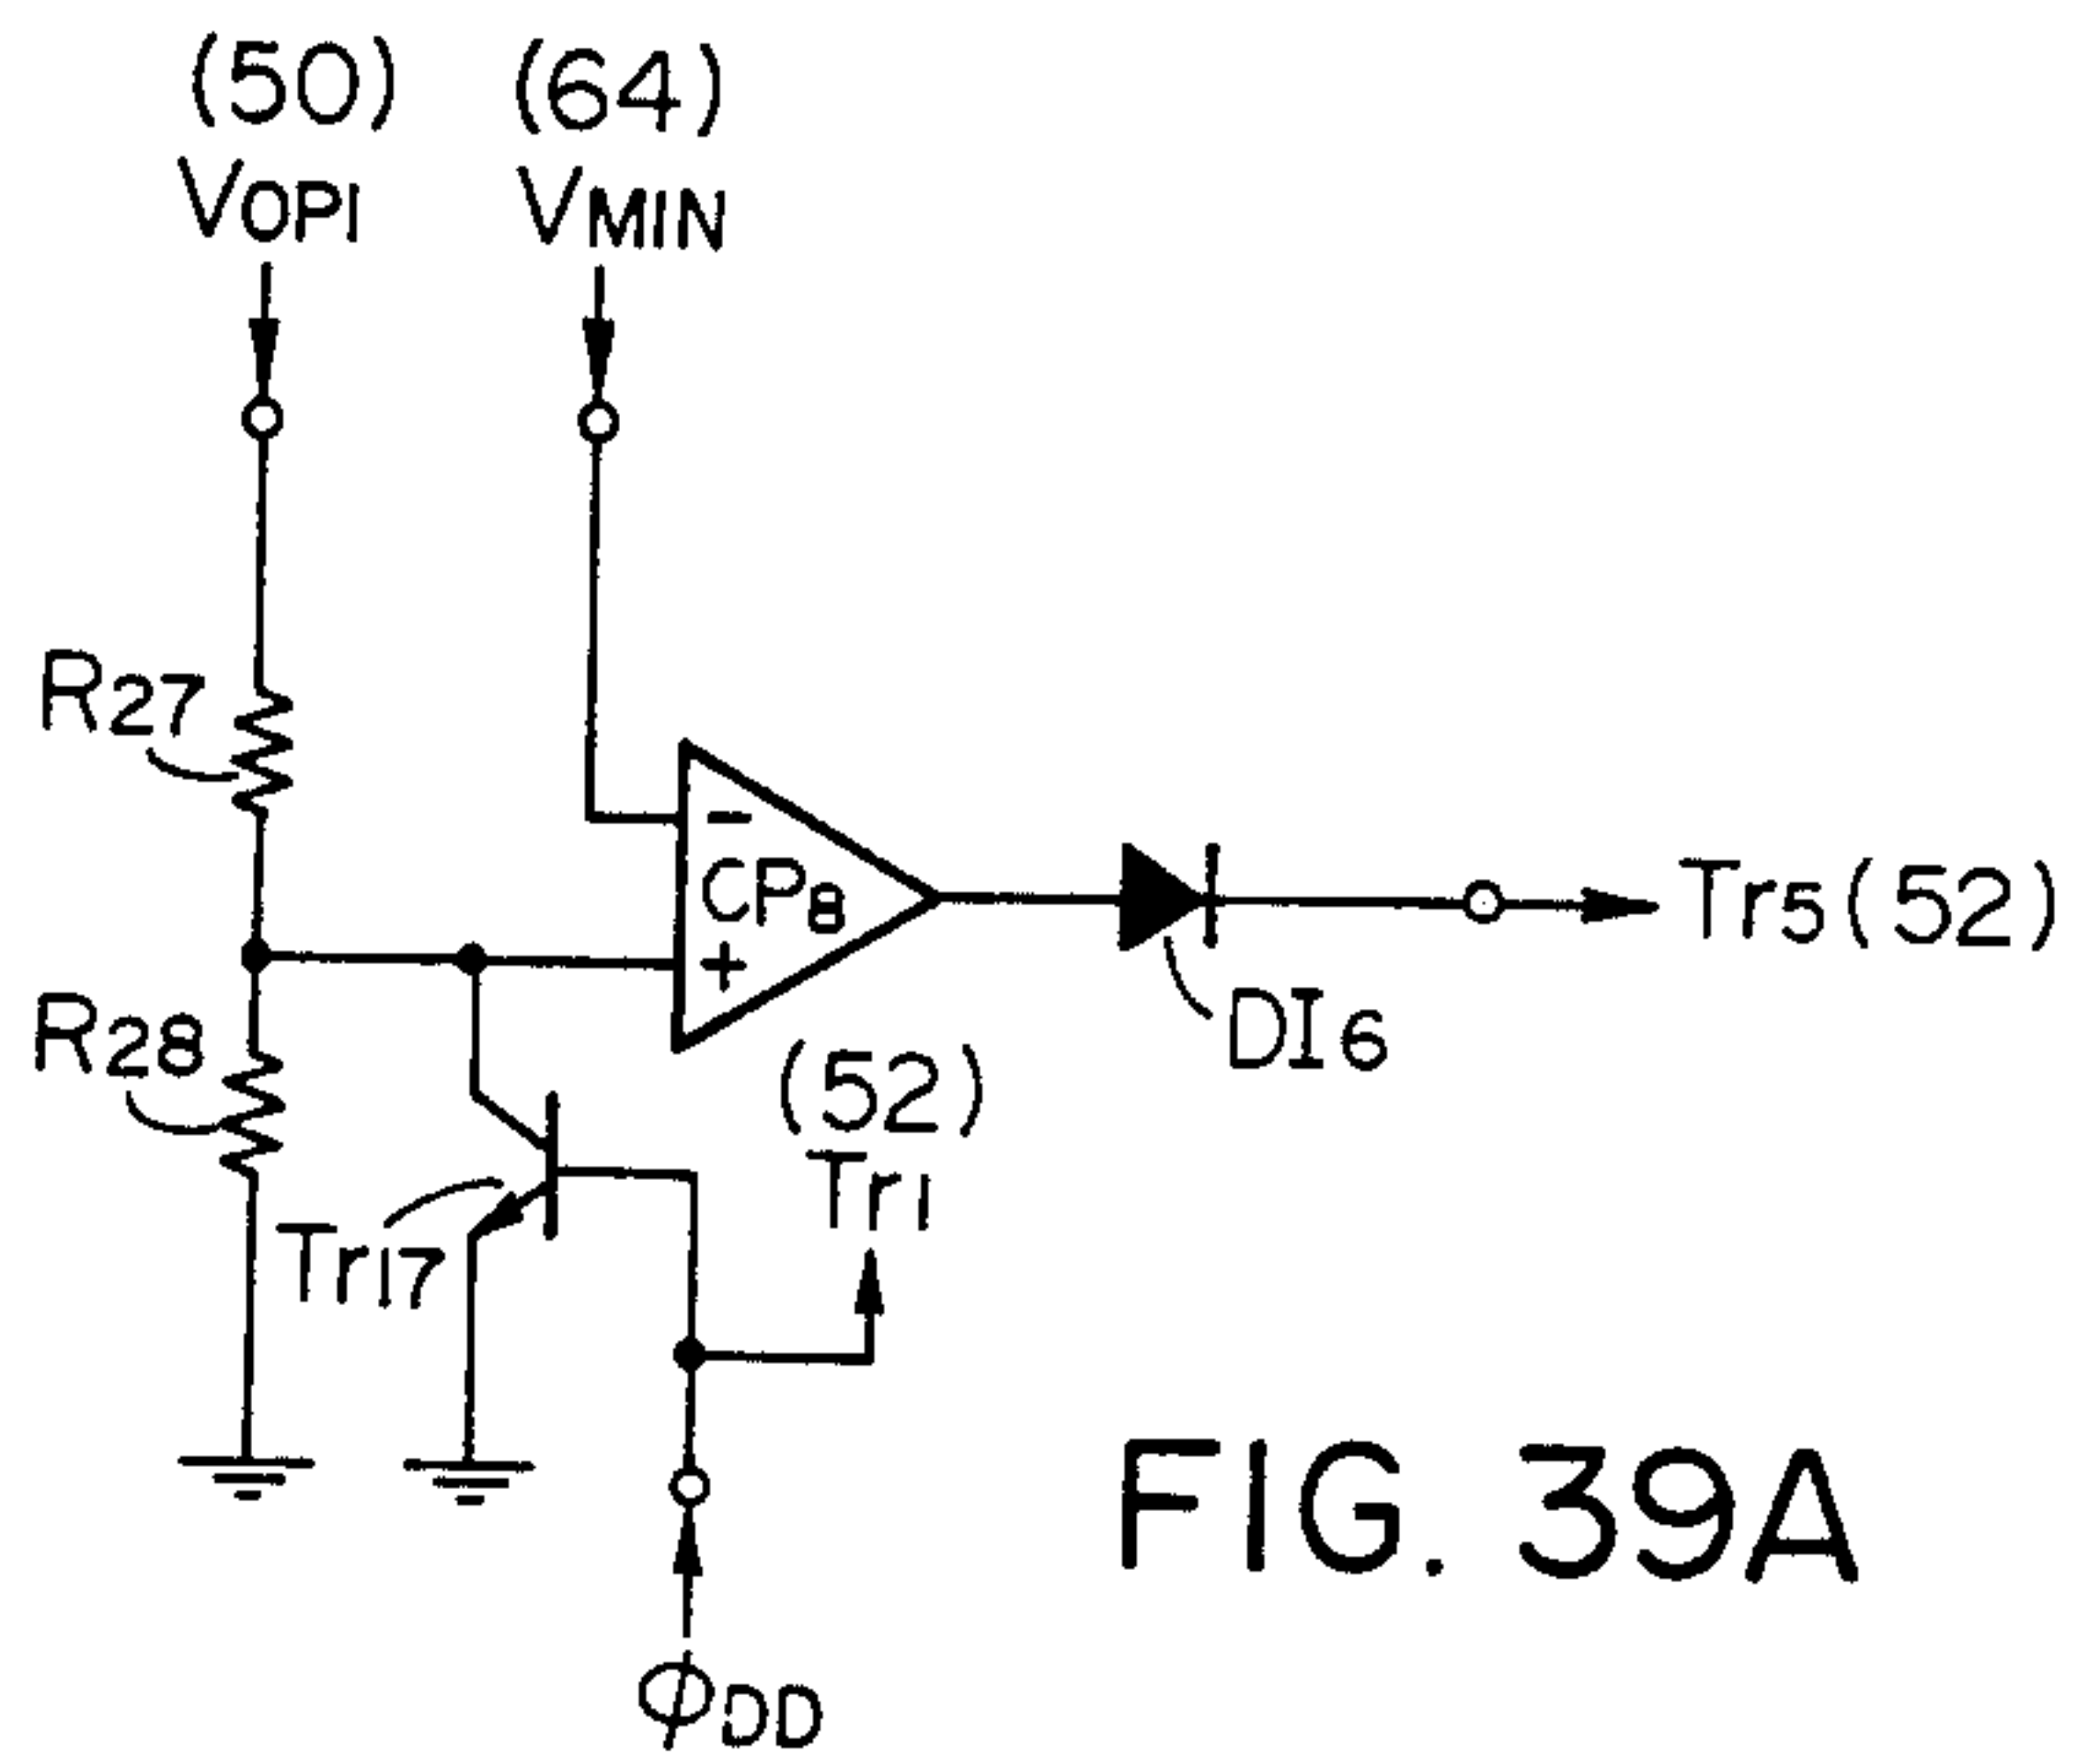 (50) (64)
VOPI VMIN
R27
-
CP8
+
Tr5(52)
DI6
R28
(52)
Tr1
Tr17
FIG. 39A
φDD